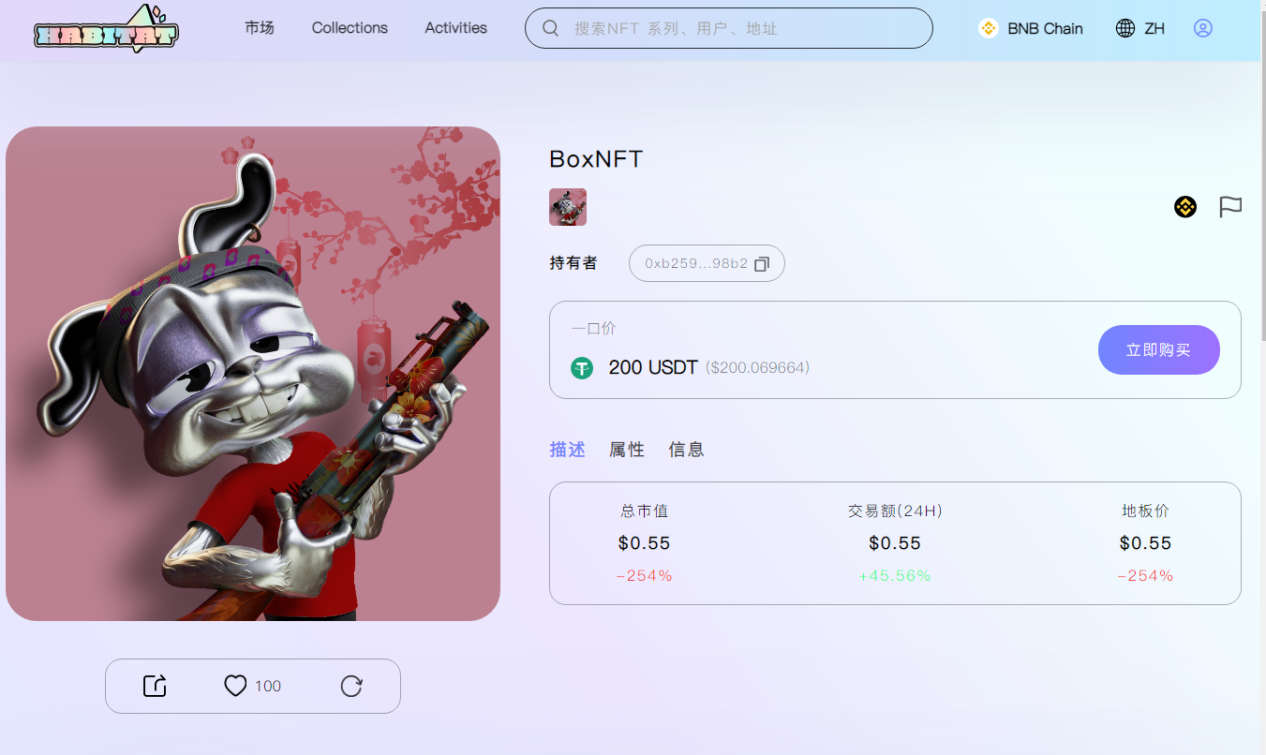 HABITAT
市场
Collections
Activities
搜索NFT 系列、用户、地址
BNB Chain
ZH
BoxNFT
持有者
0xb259...98b2
一口价
200 USDT ($200.069664)
立即购买
描述 属性 信息
总市值 交易额(24H) 地板价
$0.55 $0.55 $0.55
-254% +45.56% -254%
100